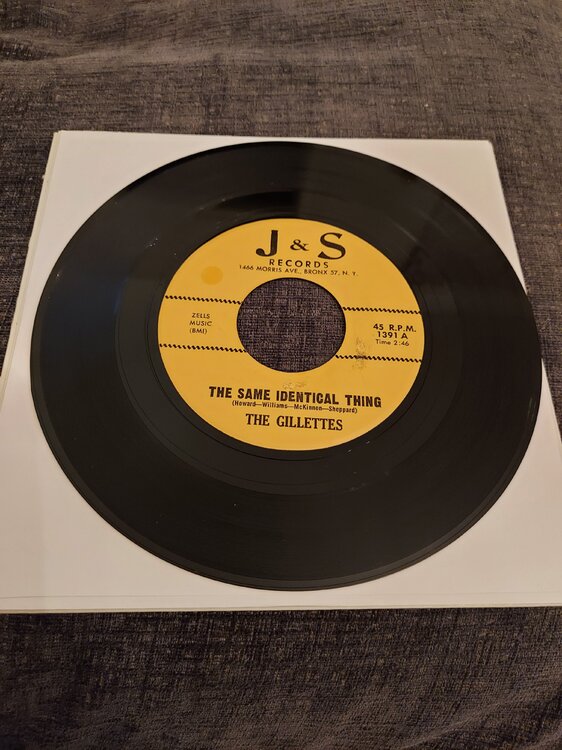 J & S
RECORDS
1466 MORRIS AVE., BRONX 57, N. Y.
ZELLS
MUSIC
(BMI)
45 R.P.M.
1391 A
Time 2:46
THE SAME IDENTICAL THING
(Howard—Williams—McKinnon—Sheppard)
THE GILLETTES